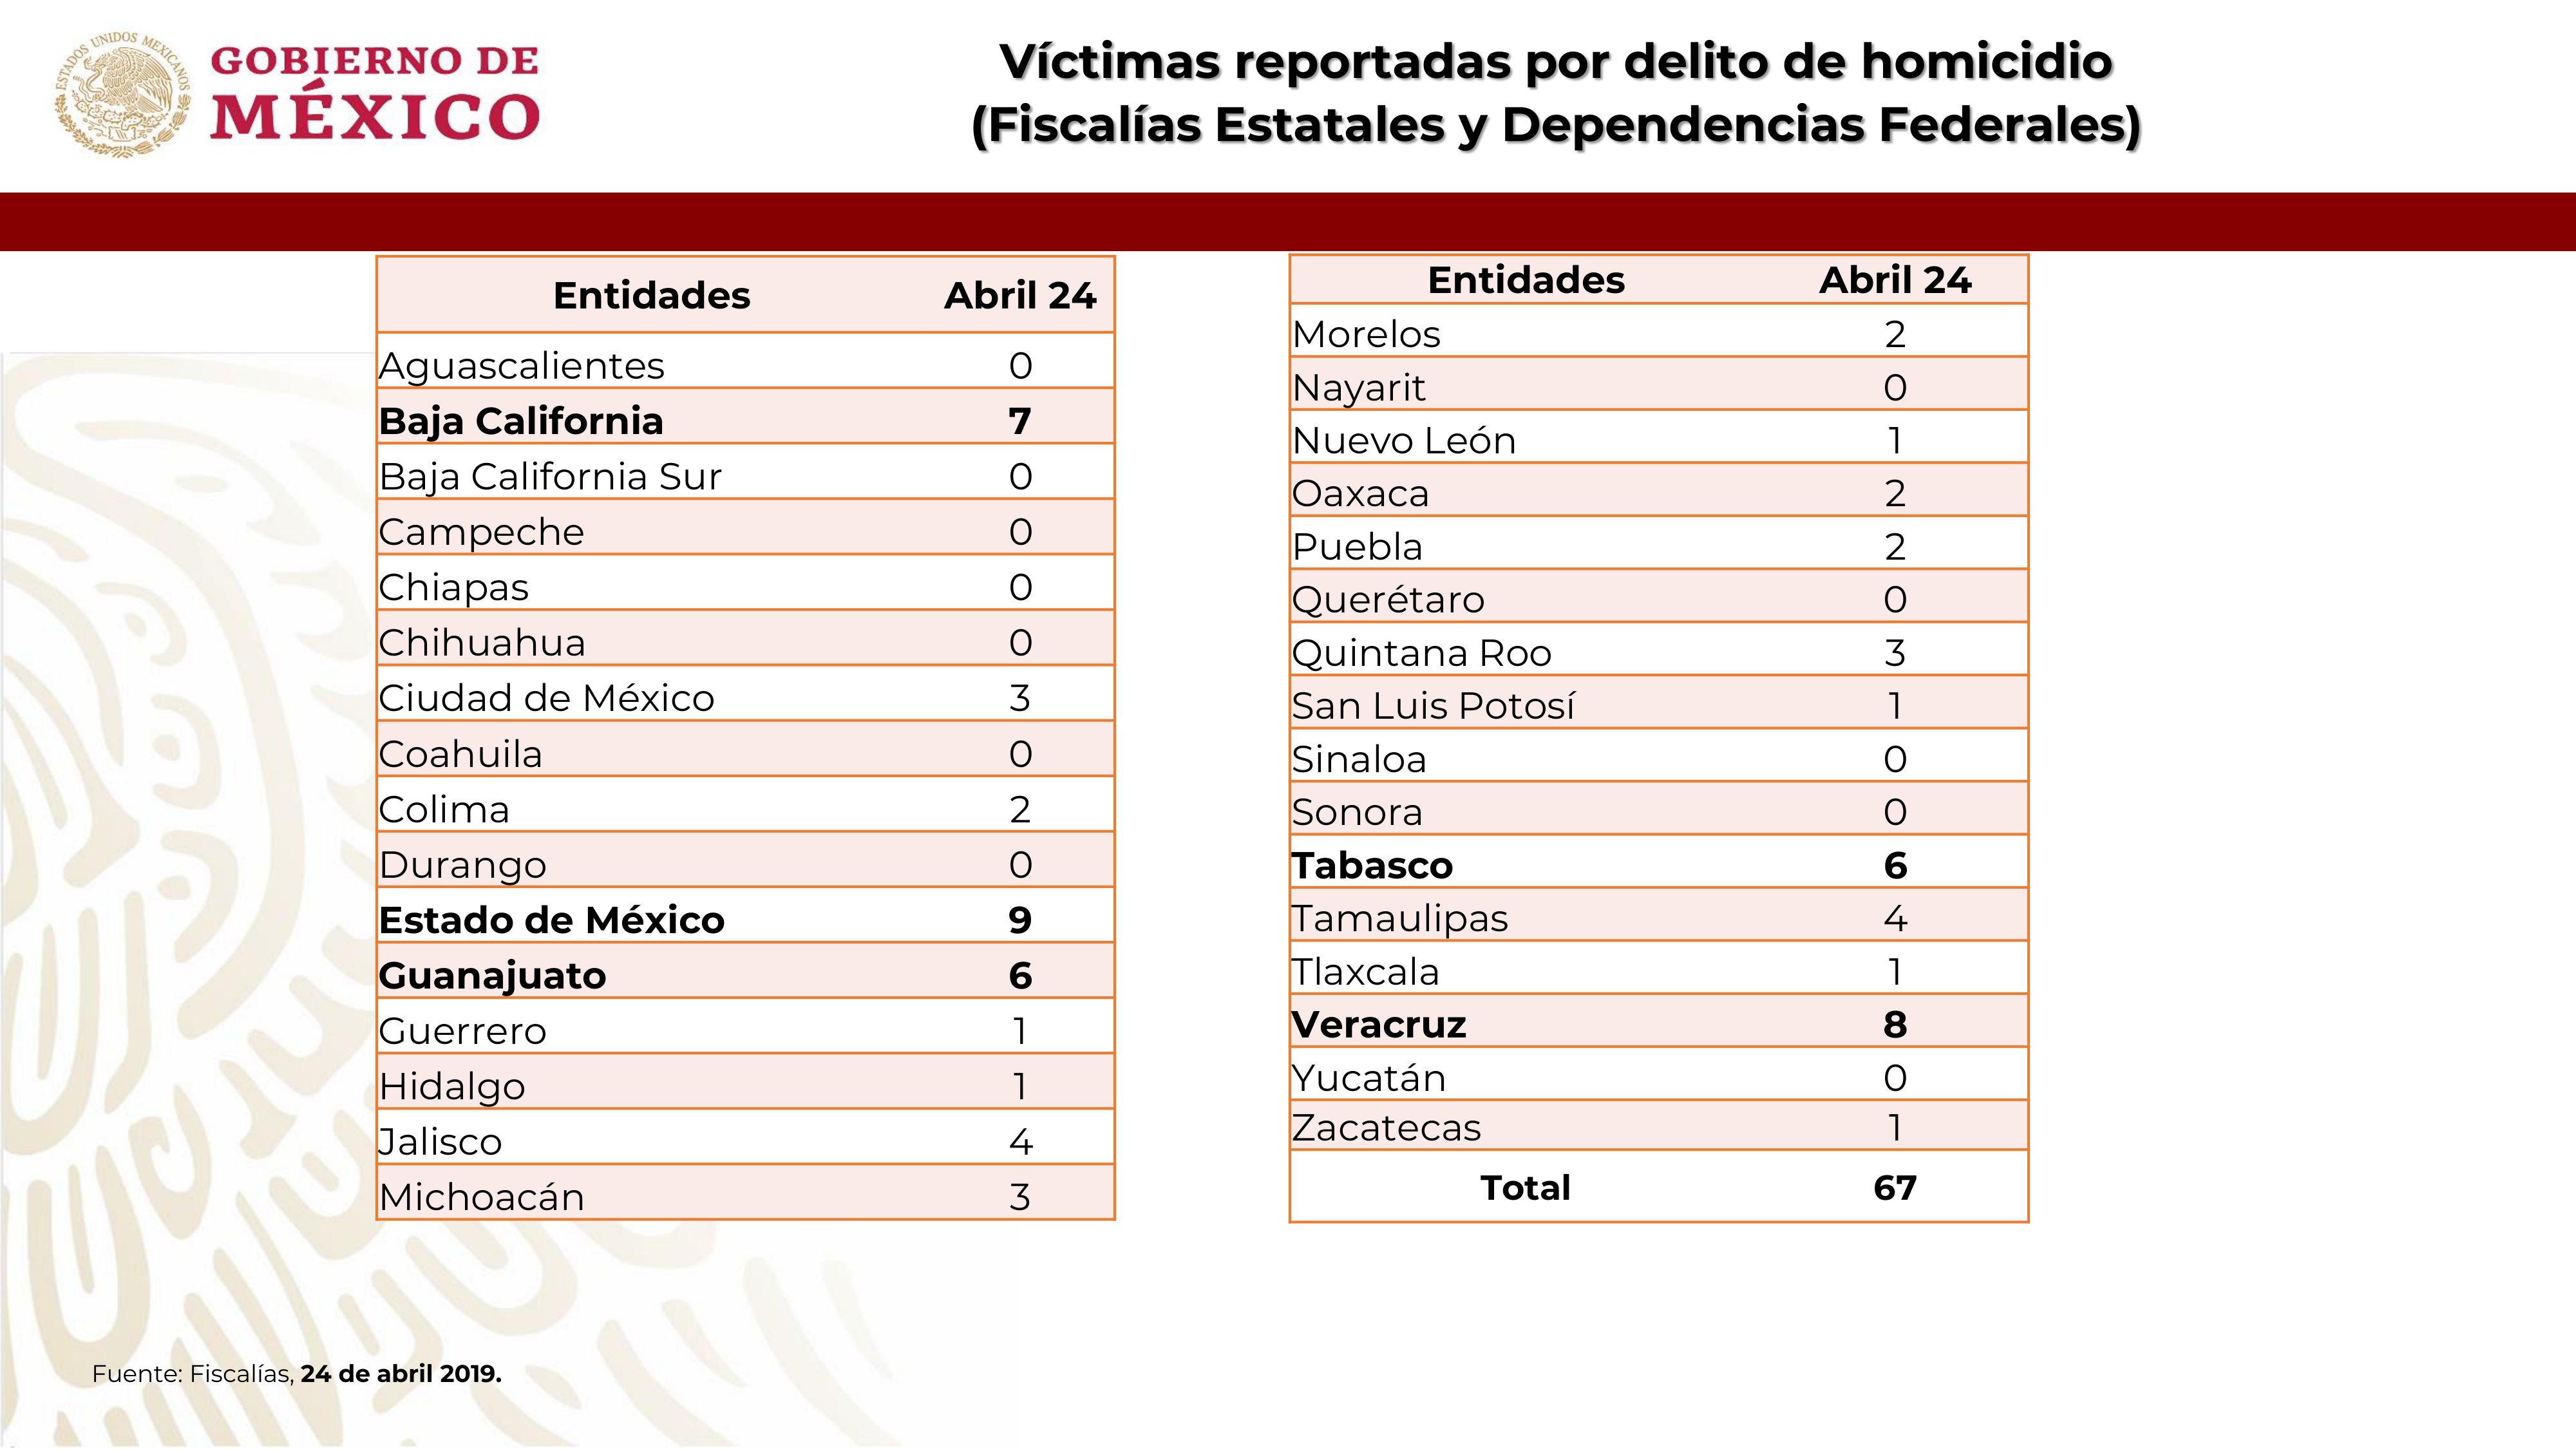 ESTADOS UNIDOS MEXICANOS
GOBIERNO DE
MÉXICO
Víctimas reportadas por delito de homicidio
(Fiscalías Estatales y Dependencias Federales)
Entidades Abril 24
Aguascalientes 0
Baja California 7
Baja California Sur 0
Campeche 0
Chiapas 0
Chihuahua 0
Ciudad de México 3
Coahuila 0
Colima 2
Durango 0
Estado de México 9
Guanajuato 6
Guerrero 1
Hidalgo 1
Jalisco 4
Michoacán 3
Entidades Abril 24
Morelos 2
Nayarit 0
Nuevo León 1
Oaxaca 2
Puebla 2
Querétaro 0
Quintana Roo 3
San Luis Potosí 1
Sinaloa 0
Sonora 0
Tabasco 6
Tamaulipas 4
Tlaxcala 1
Veracruz 8
Yucatán 0
Zacatecas 1
Total 67
Fuente: Fiscalías, 24 de abril 2019.